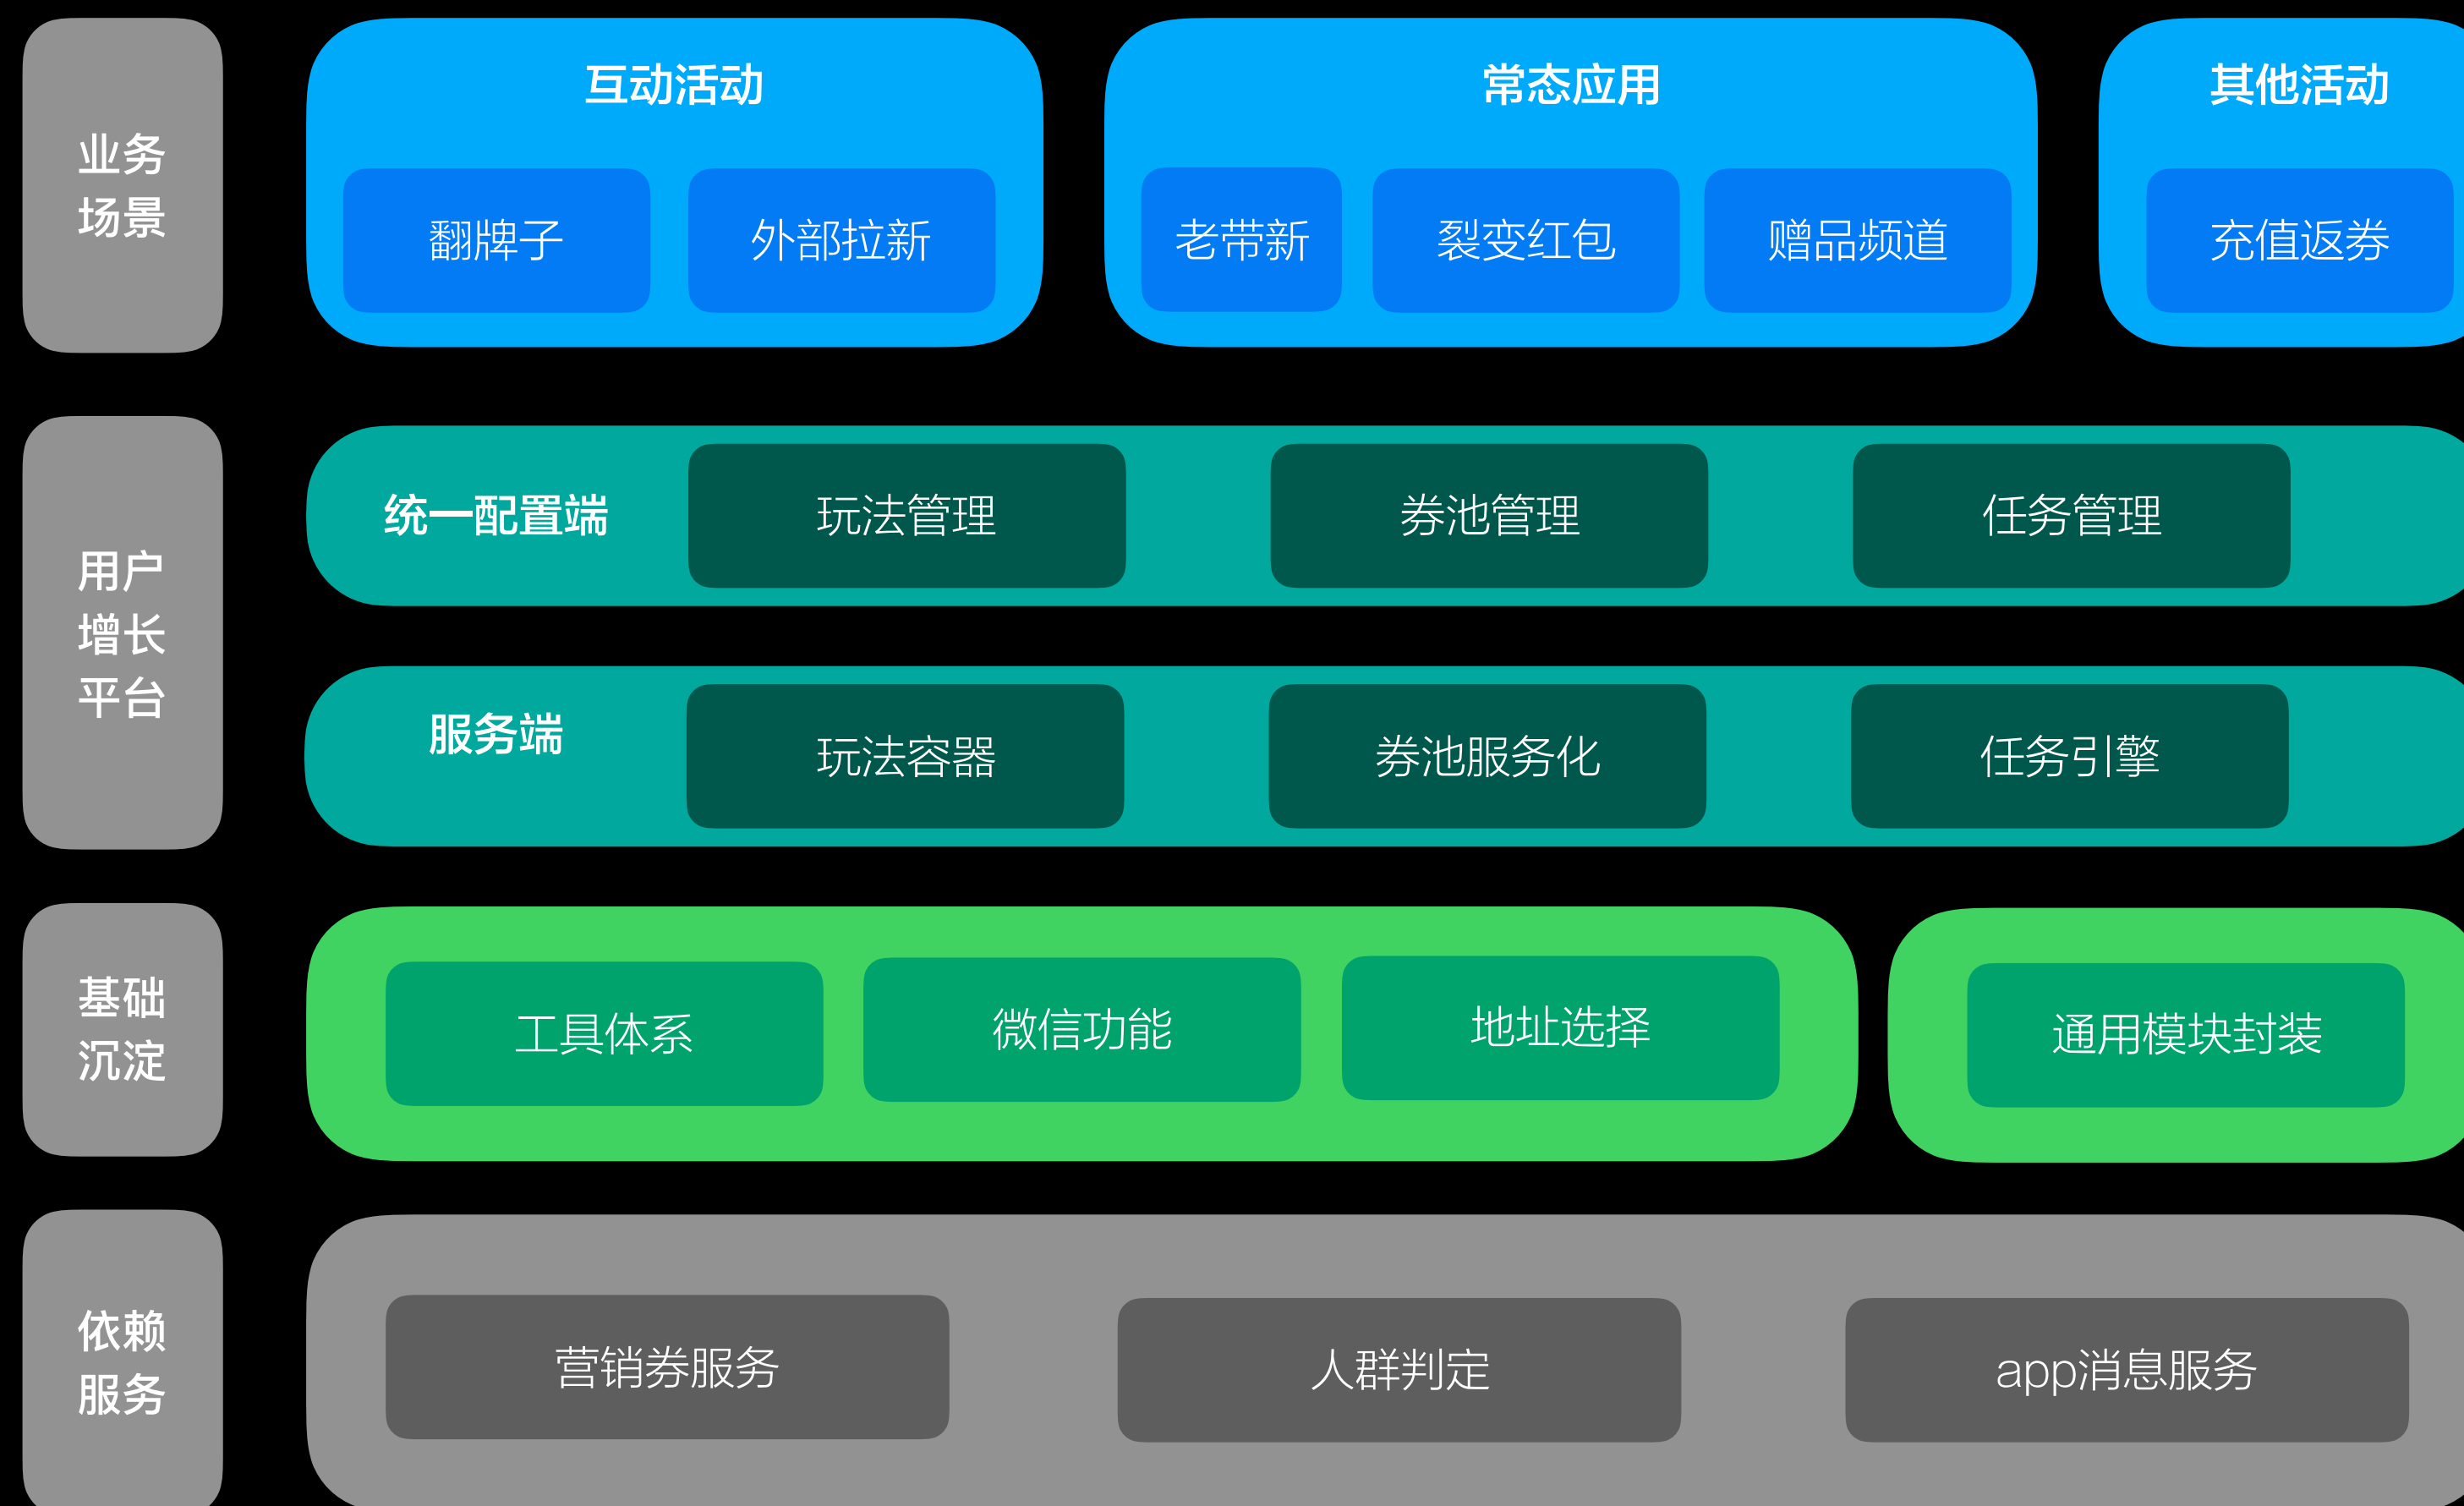 业务
场景
互动活动
翻牌子
外部拉新
常态应用
老带新
裂变红包
赠品频道
其他活动
充值返券
用户
增长
平台
统一配置端
玩法管理
券池管理
任务管理
服务端
玩法容器
券池服务化
任务引擎
基础
沉淀
工具体系
微信功能
地址选择
通用模块封装
依赖
服务
营销券服务
人群判定
app消息服务